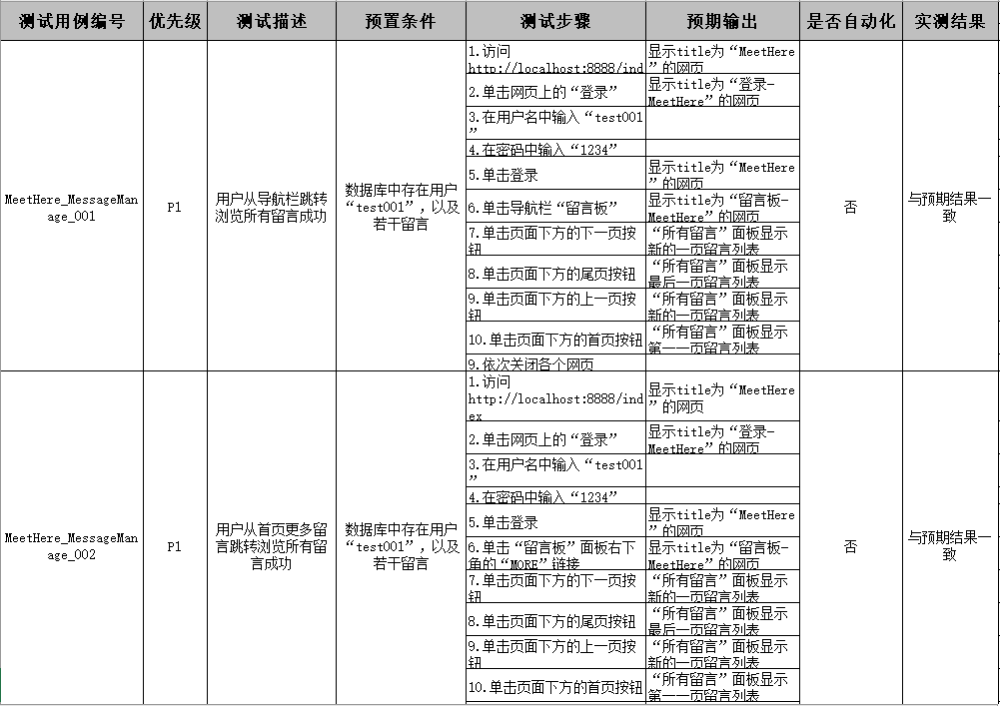 测试用例编号 优先级 测试描述 预置条件 测试步骤 预期输出 是否自动化 实测结果
MeetHere_MessageMan
age_001
P1
用户从导航栏跳转
浏览所有留言成功
数据库中存在用户
“test001”，以及
若干留言
1.访问
http://localhost:8888/ind
显示title为“MeetHere
”的网页
2.单击网页上的“登录”
显示title为“登录-
MeetHere”的网页
3.在用户名中输入“test001
”
4.在密码中输入“1234”
5.单击登录
显示title为“MeetHere
”的网页
6.单击导航栏“留言板”
显示title为“留言板-
MeetHere”的网页
7.单击页面下方的下一页按
钮
“所有留言”面板显示
新的一页留言列表
8.单击页面下方的尾页按钮
“所有留言”面板显示
最后一页留言列表
9.单击页面下方的上一页按
钮
“所有留言”面板显示
新的一页留言列表
10.单击页面下方的首页按钮
“所有留言”面板显示
第一一页留言列表
9.依次关闭各个网页
否
与预期结果一
致
MeetHere_MessageMan
age_002
P1
用户从首页更多留
言跳转浏览所有留
言成功
数据库中存在用户
“test001”，以及
若干留言
1.访问
http://localhost:8888/ind
ex
显示title为“MeetHere
”的网页
2.单击网页上的“登录”
显示title为“登录-
MeetHere”的网页
3.在用户名中输入“test001
”
4.在密码中输入“1234”
5.单击登录
显示title为“MeetHere
”的网页
6.单击“留言板”面板右下
角的“MORE”链接
显示title为“留言板-
MeetHere”的网页
7.单击页面下方的下一页按
钮
“所有留言”面板显示
新的一页留言列表
8.单击页面下方的尾页按钮
“所有留言”面板显示
最后一页留言列表
9.单击页面下方的上一页按
钮
“所有留言”面板显示
新的一页留言列表
10.单击页面下方的首页按钮
“所有留言”面板显示
第一一页留言列表
否
与预期结果一
致